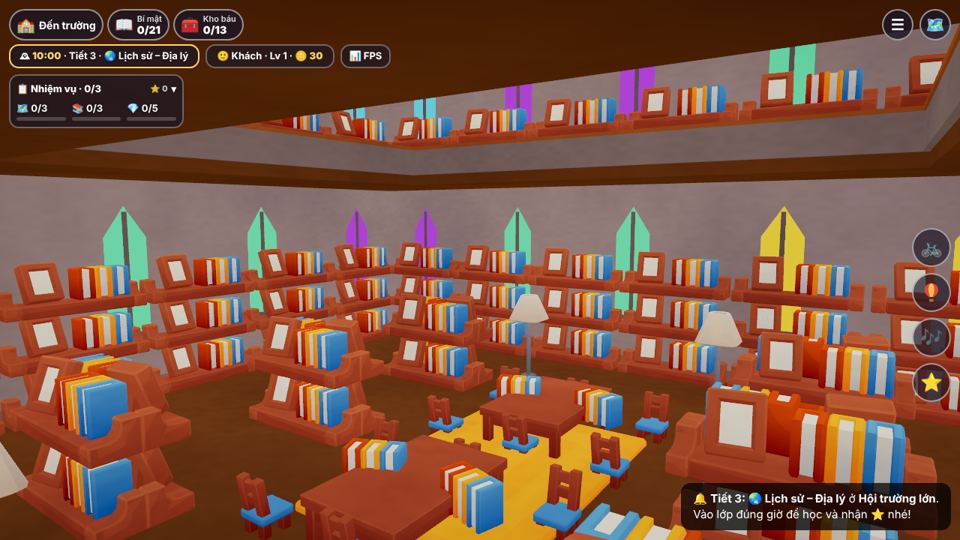 Đến trường
Bí mật
0/21
Kho báu
0/13
10:00 · Tiết 3 · Lịch sử – Địa lý
Khách · Lv 1 · 30
FPS
Nhiệm vụ · 0/3
0 ▾
0/3
0/3
0/5
Tiết 3: Lịch sử – Địa lý ở Hội trường lớn.
Vào lớp đúng giờ để học và nhận ⭐ nhé!